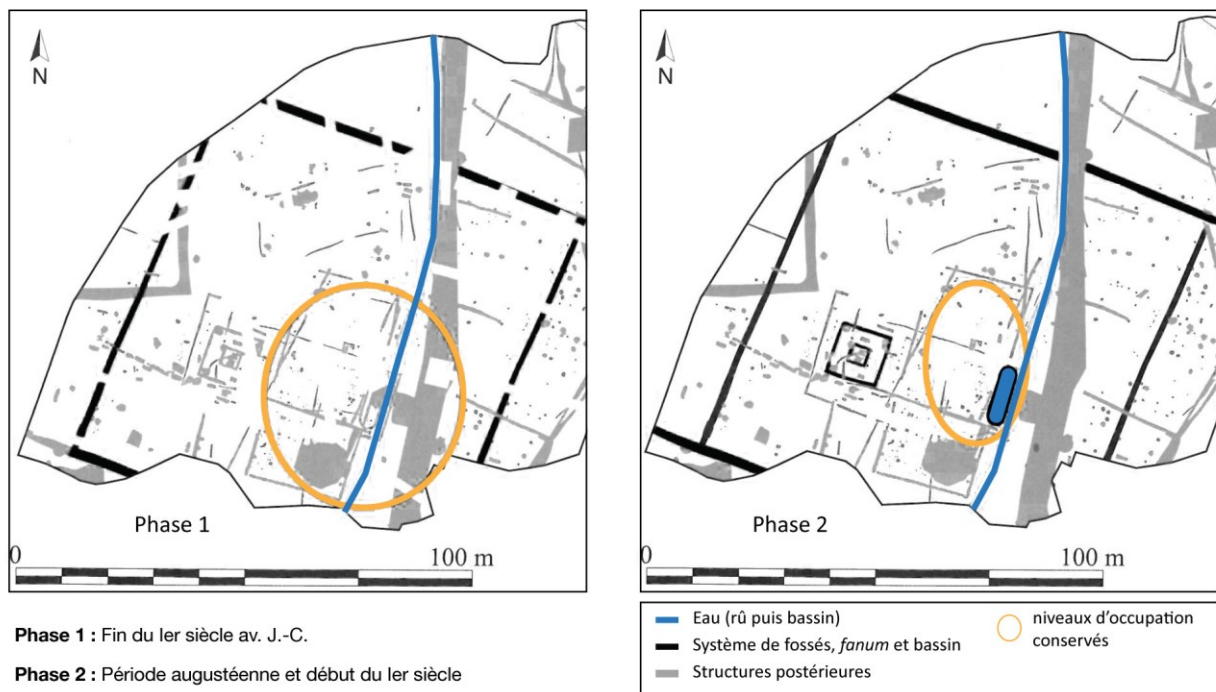 N
Phase 1
0
100 m
N
Phase 2
0
100 m
Phase 1 : Fin du Ier siècle av. J.-C.
Phase 2 : Période augustéenne et début du Ier siècle
Eau (rû puis bassin)
Système de fossés, fanum et bassin
Structures postérieures
niveaux d’occupation
conservés